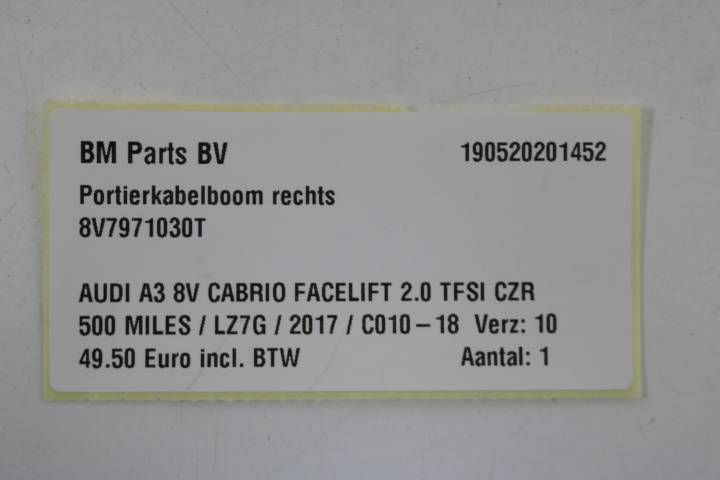 BM Parts BV 190520201452
Portierkabelboom rechts
8V7971030T
AUDI A3 8V CABRIO FACELIFT 2.0 TFSI CZR
500 MILES / LZ7G / 2017 / C010 – 18 Verz: 10
49.50 Euro incl. BTW Aantal: 1